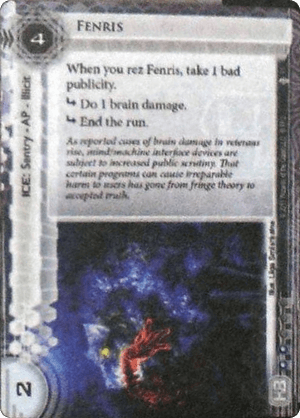 FENRIS
4
When you rez Fenris, take 1 bad
publicity.
↳ Do 1 brain damage.
↳ End the run.
As reported cases of brain damage in veterans
rise, mind/machine interface devices are
subject to increased public scrutiny. That
certain programs can cause irreparable
harm to users has gone from fringe theory to
accepted truth.
ICE: Sentry - AP - Illicit
2